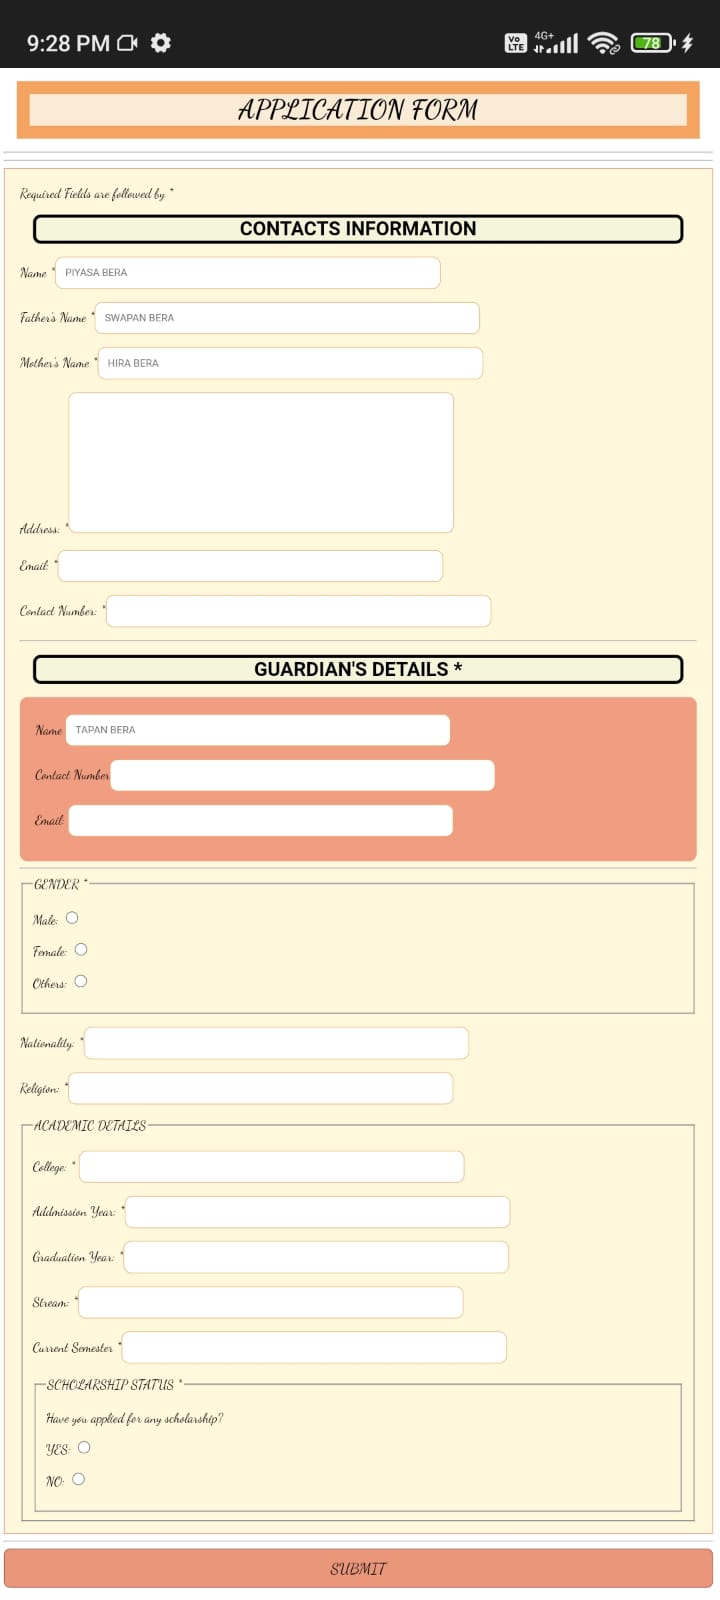 9:28 PM
Vo LTE 4G+ 78
APPLICATION FORM
Required Fields are followed by *
CONTACTS INFORMATION
Name * PIYASA BERA
Father's Name * SWAPAN BERA
Mother's Name * HIRA BERA
Address: *
Email: *
Contact Number: *
GUARDIAN'S DETAILS *
Name TAPAN BERA
Contact Number
Email:
GENDER *
Male:
Female:
Others:
Nationality: *
Religion: *
ACADEMIC DETAILS
College: *
Addmission Year: *
Graduation Year: *
Stream: *
Current Semester *
SCHOLARSHIP STATUS *
Have you applied for any scholarship?
YES:
NO:
SUBMIT